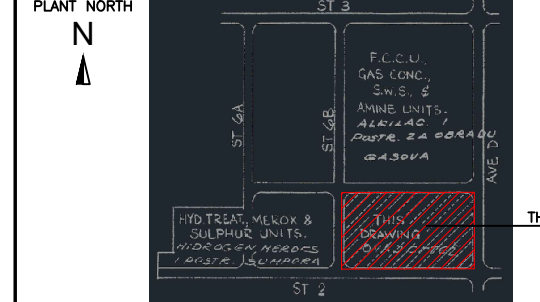 PLANT NORTH
N
ST 3
F.C.C.U.,
GAS CONC.,
S.W.S., &
AMINE UNITS.
ALKILAC. I
POSTR. ZA OBRADU
GASOVA
ST 6A
ST 6B
AVE. D
HYD. TREAT., MEROX &
SULPHUR UNITS.
HIDROGEN, MEROCS
I POSTR. SUMPORA
THIS
DRAWING
TH
ST 2